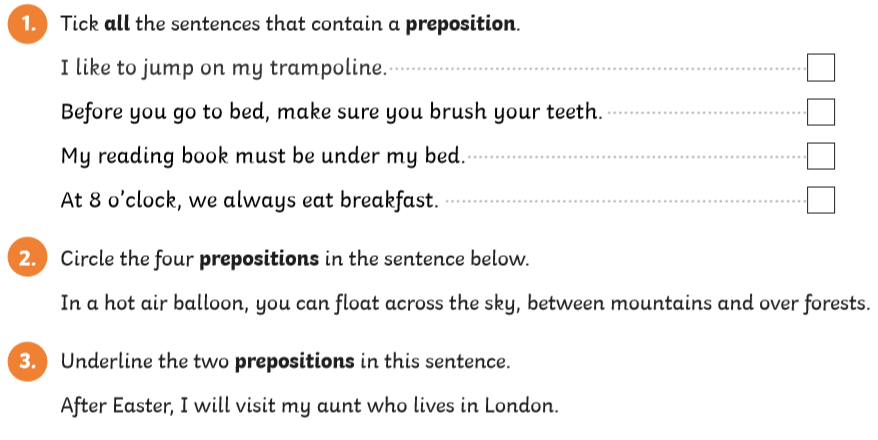 1. Tick all the sentences that contain a preposition.
I like to jump on my trampoline.
Before you go to bed, make sure you brush your teeth.
My reading book must be under my bed.
At 8 o’clock, we always eat breakfast.
2. Circle the four prepositions in the sentence below.
In a hot air balloon, you can float across the sky, between mountains and over forests.
3. Underline the two prepositions in this sentence.
After Easter, I will visit my aunt who lives in London.